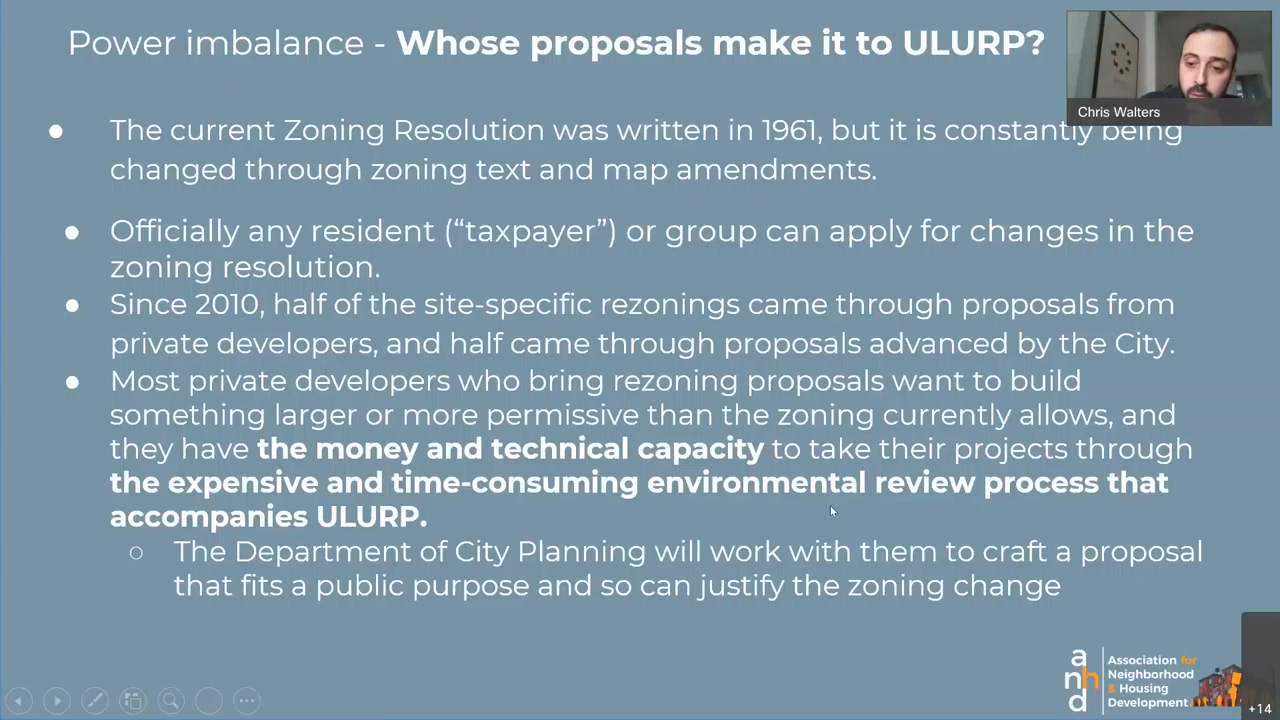 Power imbalance - Whose proposals make it to ULURP?
Chris Walters
● The current Zoning Resolution was written in 1961, but it is constantly being
changed through zoning text and map amendments.
● Officially any resident (“taxpayer”) or group can apply for changes in the
zoning resolution.
● Since 2010, half of the site-specific rezonings came through proposals from
private developers, and half came through proposals advanced by the City.
● Most private developers who bring rezoning proposals want to build
something larger or more permissive than the zoning currently allows, and
they have the money and technical capacity to take their projects through
the expensive and time-consuming environmental review process that
accompanies ULURP.
○ The Department of City Planning will work with them to craft a proposal
that fits a public purpose and so can justify the zoning change
anhd
Association for
Neighborhood
& Housing
Development
+14